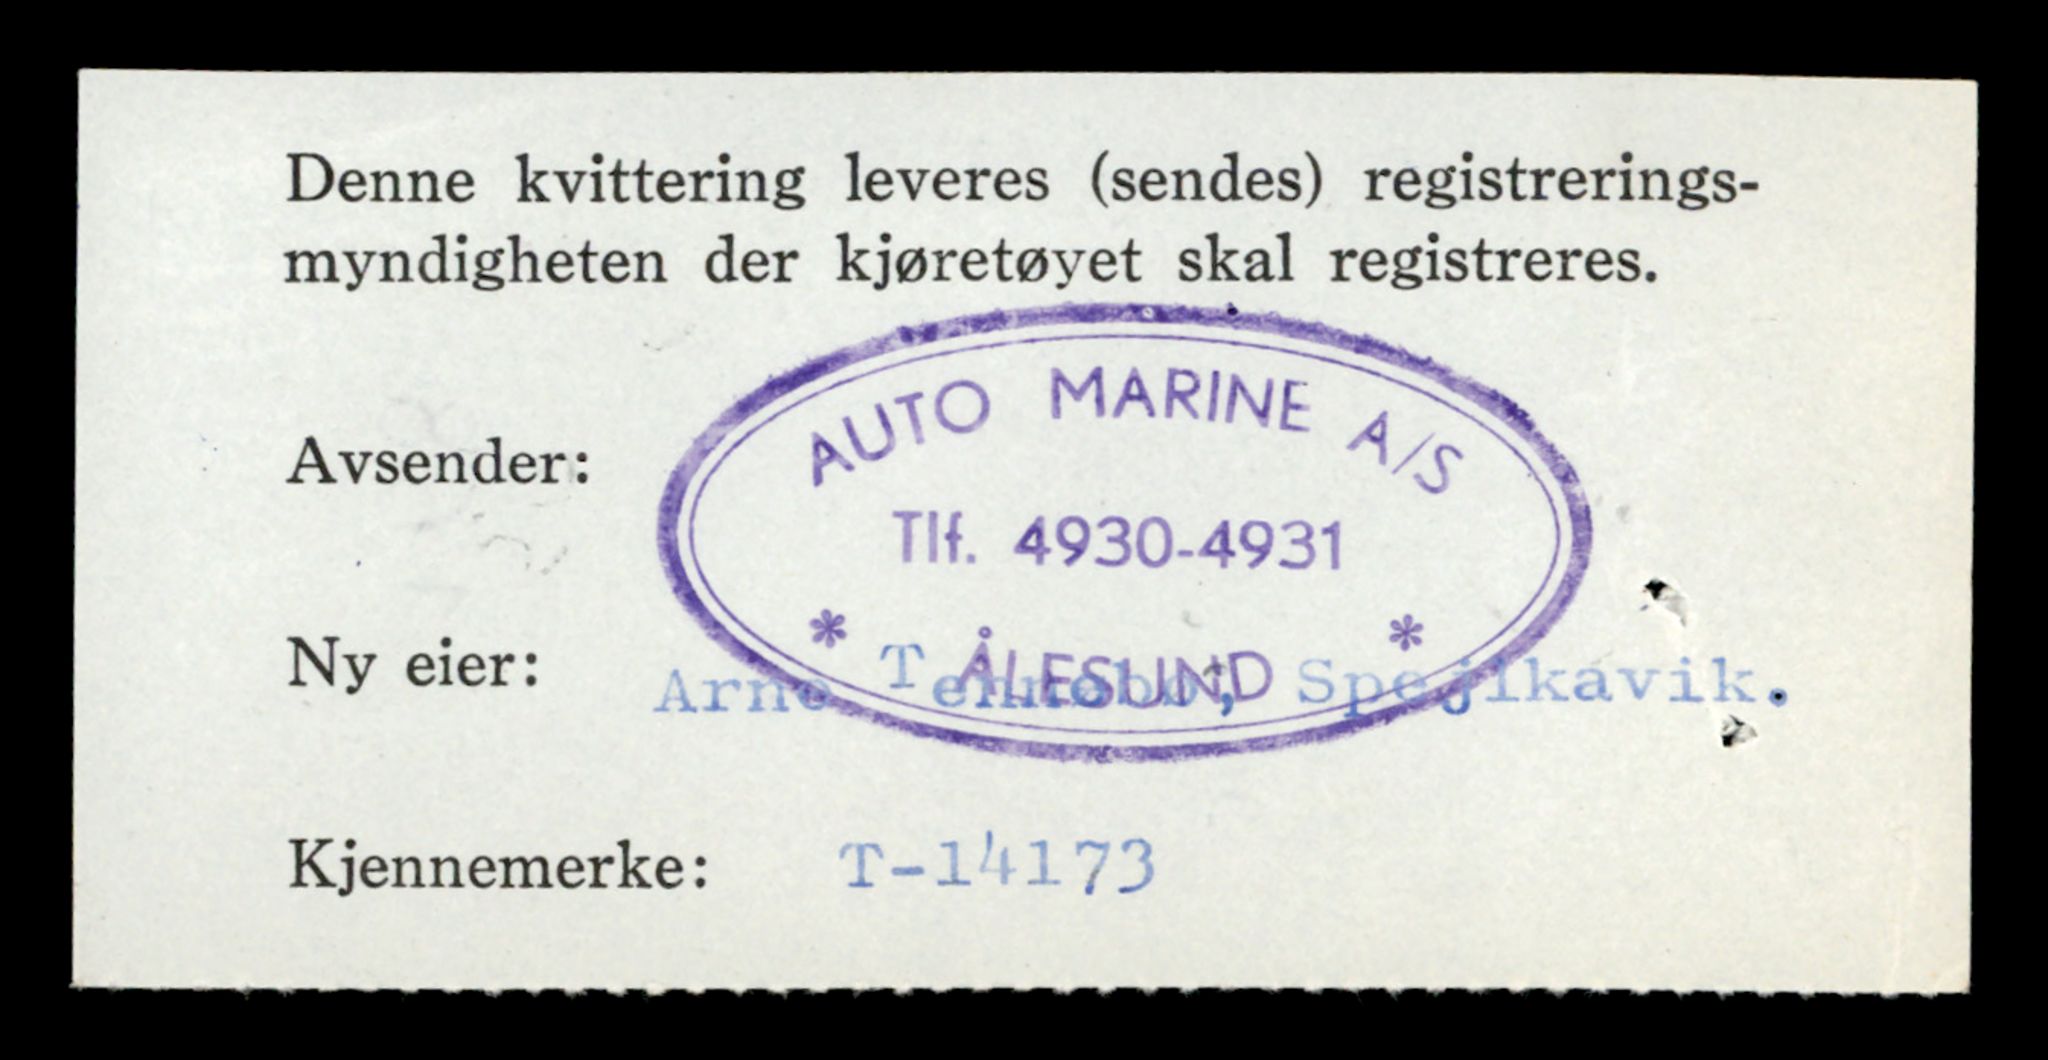 Denne kvittering leveres (sendes) registrerings-
myndigheten der kjøretøyet skal registreres.
Avsender:
AUTO MARINE A/S
Tlf. 4930-4931
* ÅLESUND *
Ny eier: Arne Tennøbø, Spejlkavik.
Kjennemerke: T-14173